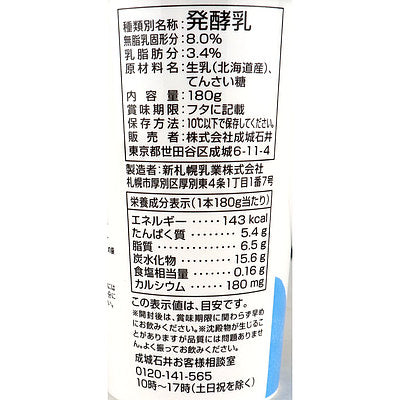 種類別名称：発酵乳
無脂乳固形分：8.0%
乳脂肪分：3.4%
原材料名：生乳(北海道産)、
てんさい糖
内容量：180g
賞味期限：フタに記載
保存方法：10℃以下で保存してください。
販売者：株式会社成城石井
東京都世田谷区成城6-11-4
製造者：新札幌乳業株式会社
札幌市厚別区厚別東4条1丁目1番7号
栄養成分表示(1本180g当たり)
エネルギー・・・・・143 kcal
たんぱく質・・・・・5.4 g
脂質・・・・・・・・6.5 g
炭水化物・・・・・・15.6 g
食塩相当量・・・・・0.16 g
カルシウム・・・・・180 mg
この表示値は、目安です。
※開封後は、賞味期限に関わらず早め
にお飲みください。※沈殿物が生じるこ
とがありますが品質には問題ありませ
ん。よく振ってお飲みください。
成城石井お客様相談室
0120-141-565
10時〜17時(土日祝を除く)